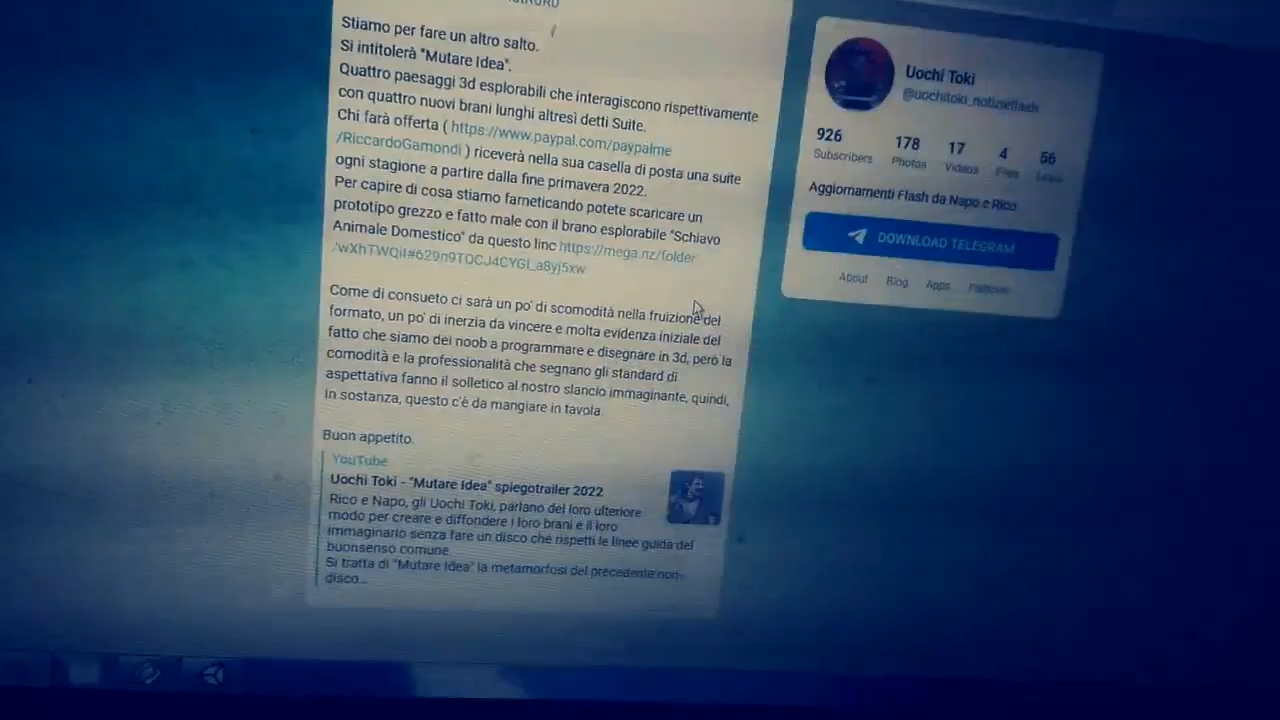 Stiamo per fare un altro salto.
Si intitolerà "Mutare Idea".
Quattro paesaggi 3d esplorabili che interagiscono rispettivamente
con quattro nuovi brani lunghi altresì detti Suite.
Chi farà offerta ( https://www.paypal.com/paypalme
/RiccardoGamondi ) riceverà nella sua casella di posta una suite
ogni stagione a partire dalla fine primavera 2022.
Per capire di cosa stiamo farneticando potete scaricare un
prototipo grezzo e fatto male con il brano esplorabile "Schiavo
Animale Domestico" da questo linc https://mega.nz/folder
Come di consueto ci sarà un po' di scomodità nella fruizione del
formato, un po' di inerzia da vincere e molta evidenza iniziale del
fatto che siamo dei noob a programmare e disegnare in 3d, però la
comodità e la professionalità che segnano gli standard di
aspettativa fanno il solletico al nostro slancio immaginante, quindi,
in sostanza, questo c'è da mangiare in tavola.
Buon appetito.
YouTube
Uochi Toki - "Mutare Idea" spiegotrailer 2022
Rico e Napo, gli Uochi Toki, parlano del loro ulteriore
modo per creare e diffondere i loro brani e il loro
immaginario senza fare un disco che rispetti le linee guida del
buonsenso comune.
Si tratta di "Mutare Idea" la metamorfosi del precedente non-
disco...
Uochi Toki
@uochitoki_notizieflash
926 178 17 4 56
Subscribers Photos Videos Files Links
Aggiornamenti Flash da Napo e Rico
DOWNLOAD TELEGRAM
About Blog Apps Platform